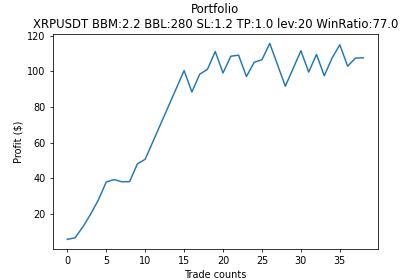 Portfolio
XRPUSDT BBM:2.2 BBL:280 SL:1.2 TP:1.0 lev:20 WinRatio:77.0
120
100
80
60
40
20
Profit ($)
0 5 10 15 20 25 30 35
Trade counts